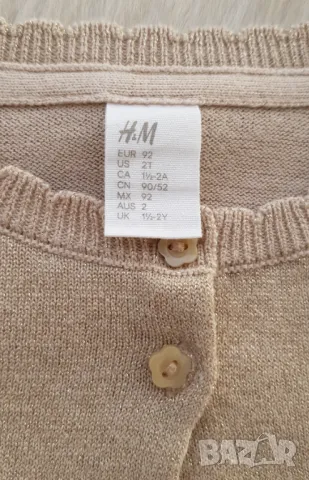 H&M
EUR 92
US 2T
CA 1½-2A
CN 90/52
MX 92
AUS 2
UK 1½-2Y
BAZAR